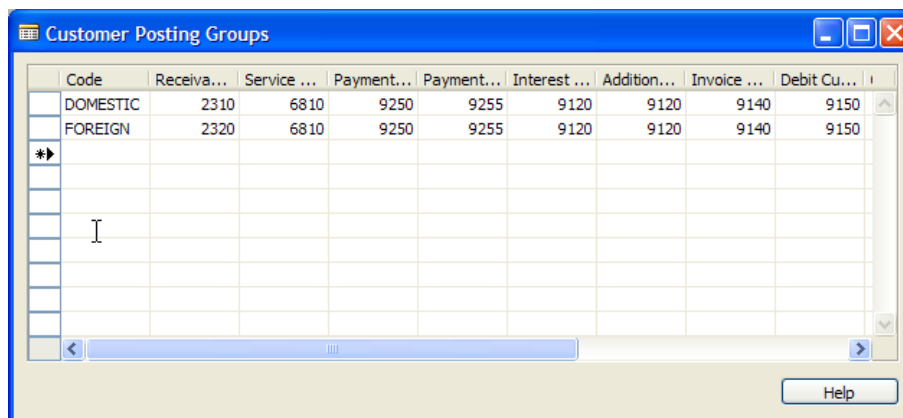 Customer Posting Groups
Code Receiva... Service ... Payment... Payment... Interest ... Addition... Invoice ... Debit Cu...
DOMESTIC 2310 6810 9250 9255 9120 9120 9140 9150
FOREIGN 2320 6810 9250 9255 9120 9120 9140 9150
Help